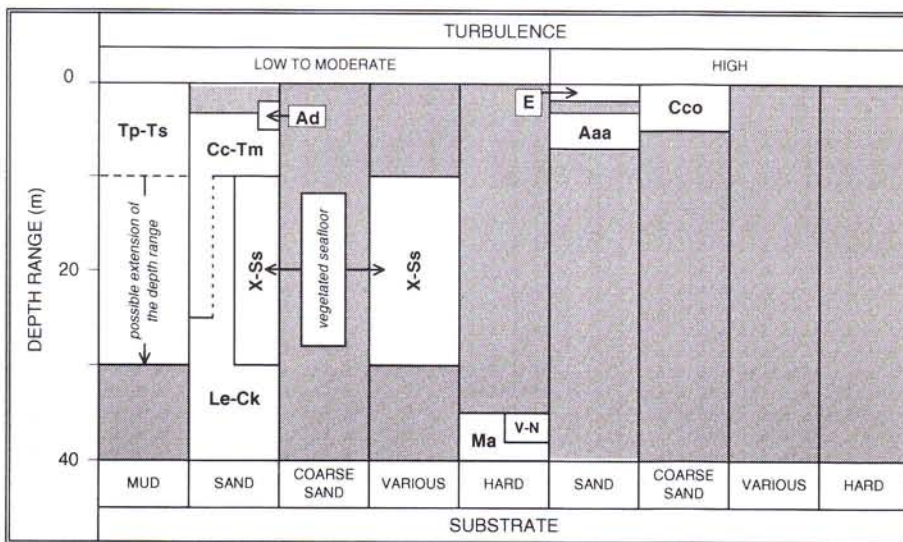 TURBULENCE
LOW TO MODERATE
HIGH
DEPTH RANGE (m)
0
20
40
Tp-Ts
possible extension of
the depth range
Ad
Cc-Tm
X-Ss
Le-Ck
vegetated seafloor
X-Ss
Ma
V-N
E
Aaa
Cco
MUD
SAND
COARSE
SAND
VARIOUS
HARD
SAND
COARSE
SAND
VARIOUS
HARD
SUBSTRATE